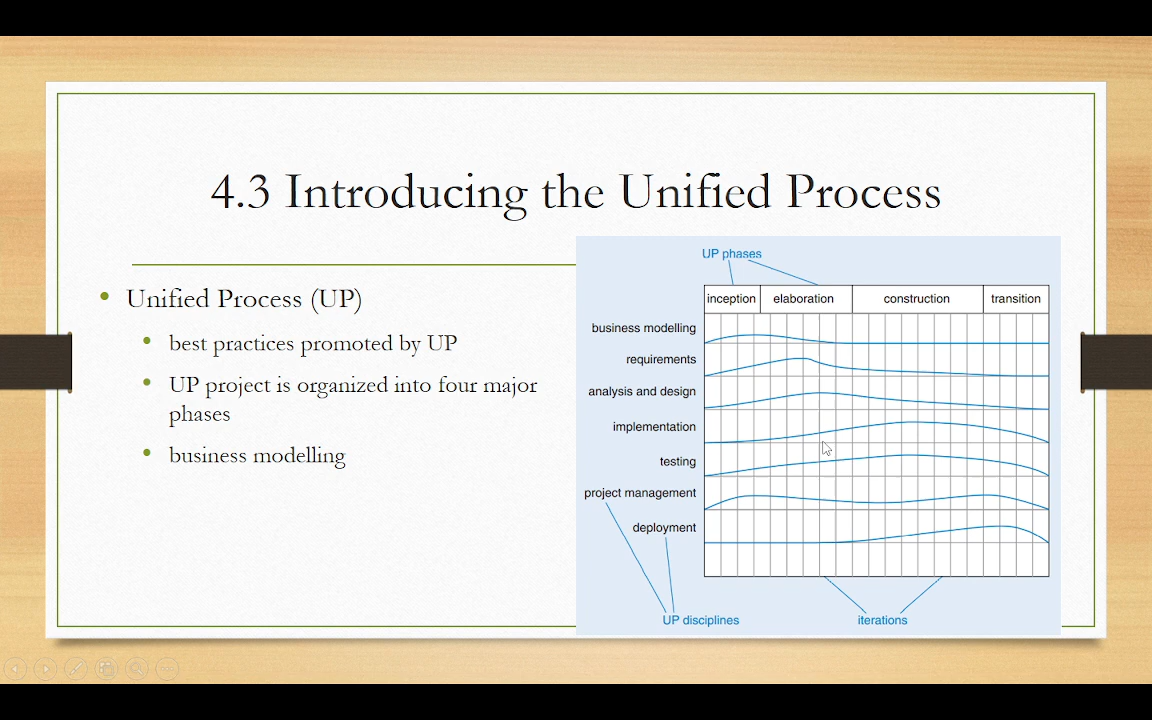 4.3 Introducing the Unified Process
Unified Process (UP)
best practices promoted by UP
UP project is organized into four major
phases
business modelling
UP phases
inception elaboration construction transition
business modelling
requirements
analysis and design
implementation
testing
project management
deployment
UP disciplines
iterations